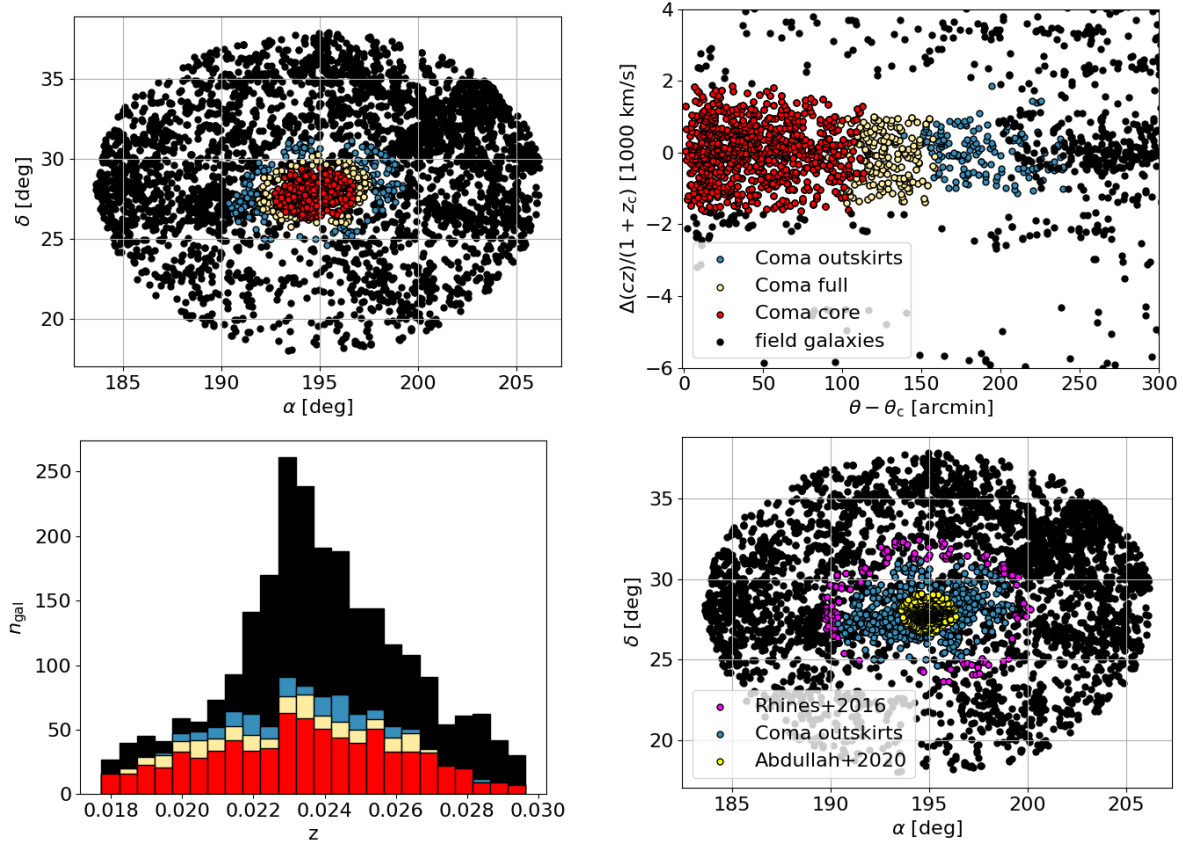 35
30
25
20
δ [deg]
185 190 195 200 205
α [deg]
4
2
0
−2
−4
−6
Δ(cz)/(1 + z_c) [1000 km/s]
Coma outskirts
Coma full
Coma core
field galaxies
0 50 100 150 200 250 300
θ − θ_c [arcmin]
250
200
150
100
50
0
n_gal
0.018 0.020 0.022 0.024 0.026 0.028 0.030
z
35
30
25
20
δ [deg]
Rhines+2016
Coma outskirts
Abdullah+2020
185 190 195 200 205
α [deg]